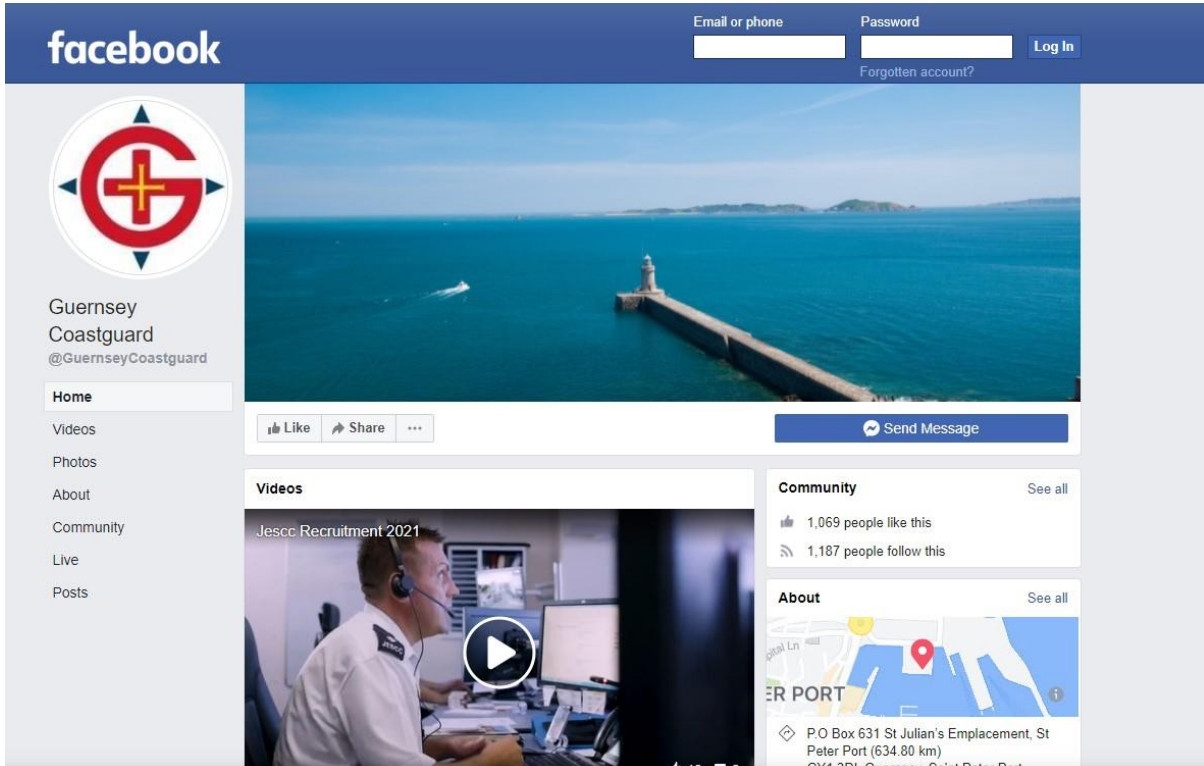 facebook
Email or phone
Password
Log In
Forgotten account?
Guernsey
Coastguard
@GuernseyCoastguard
Home
Videos
Photos
About
Community
Live
Posts
Like
Share
Send Message
Videos
Jescc Recruitment 2021
JESCC
Community
See all
1,069 people like this
1,187 people follow this
About
See all
ER PORT
P.O Box 631 St Julian's Emplacement, St
Peter Port (634.80 km)